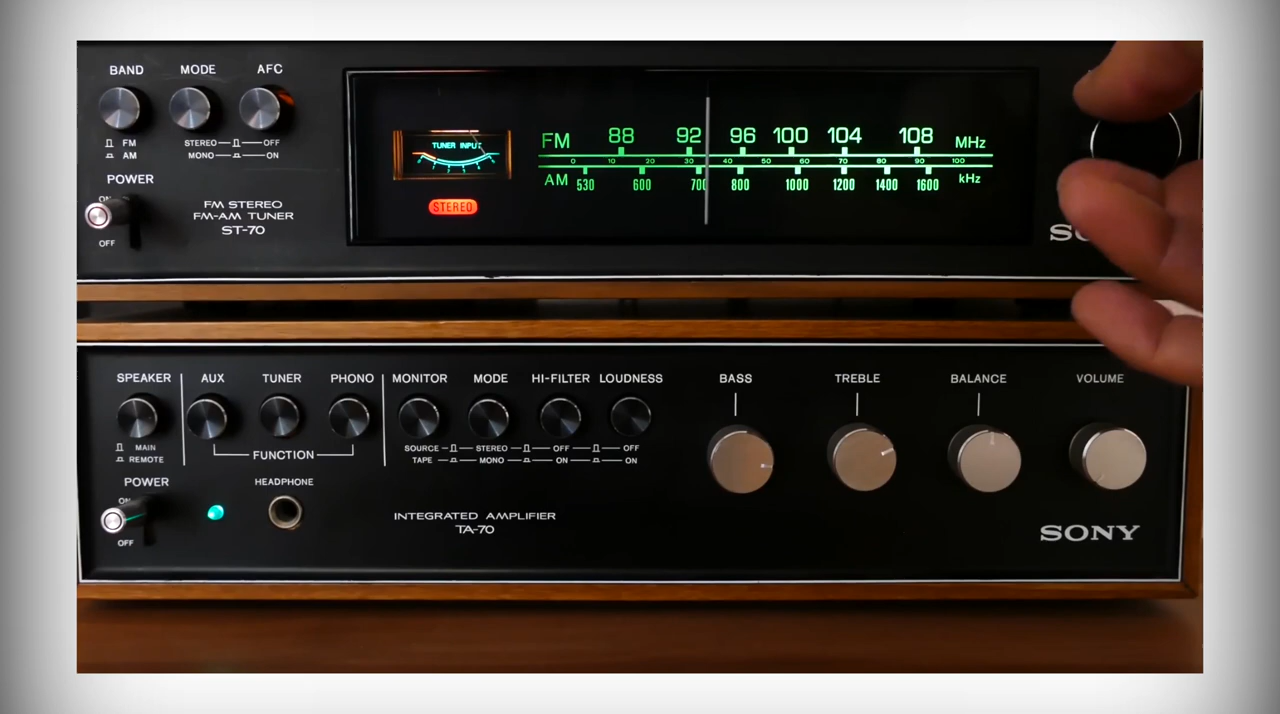 BAND MODE AFC
FM
AM
STEREO OFF
MONO ON
POWER
ON
OFF
FM STEREO
FM-AM TUNER
ST-70
TUNER INPUT
STEREO
FM 88 92 96 100 104 108 MHz
0 10 20 30 40 50 60 70 80 90 100
AM 530 600 700 800 1000 1200 1400 1600 kHz
SPEAKER AUX TUNER PHONO MONITOR MODE HI-FILTER LOUDNESS BASS TREBLE BALANCE VOLUME
MAIN
REMOTE
FUNCTION
SOURCE STEREO OFF OFF
TAPE MONO ON ON
POWER
ON
OFF
HEADPHONE
INTEGRATED AMPLIFIER
TA-70
SONY